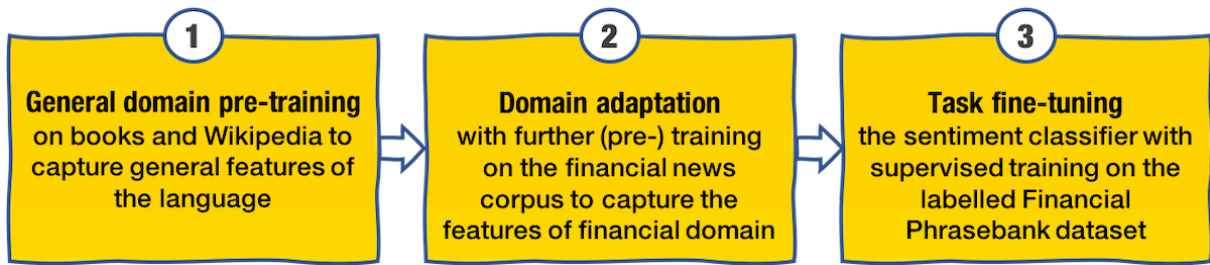 1
General domain pre-training
on books and Wikipedia to
capture general features of
the language
2
Domain adaptation
with further (pre-) training
on the financial news
corpus to capture the
features of financial domain
3
Task fine-tuning
the sentiment classifier with
supervised training on the
labelled Financial
Phrasebank dataset